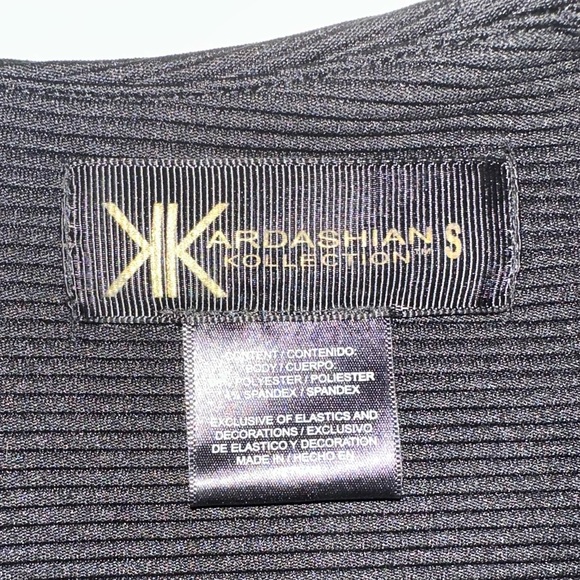 KARDASHIAN S
KOLLECTION™
CONTENT / CONTENIDO:
BODY / CUERPO:
POLYESTER / POLIESTER
SPANDEX / SPANDEX
EXCLUSIVE OF ELASTICS AND
DECORATIONS / EXCLUSIVO
DE ELASTICO Y DECORATION
MADE IN / HECHO EN